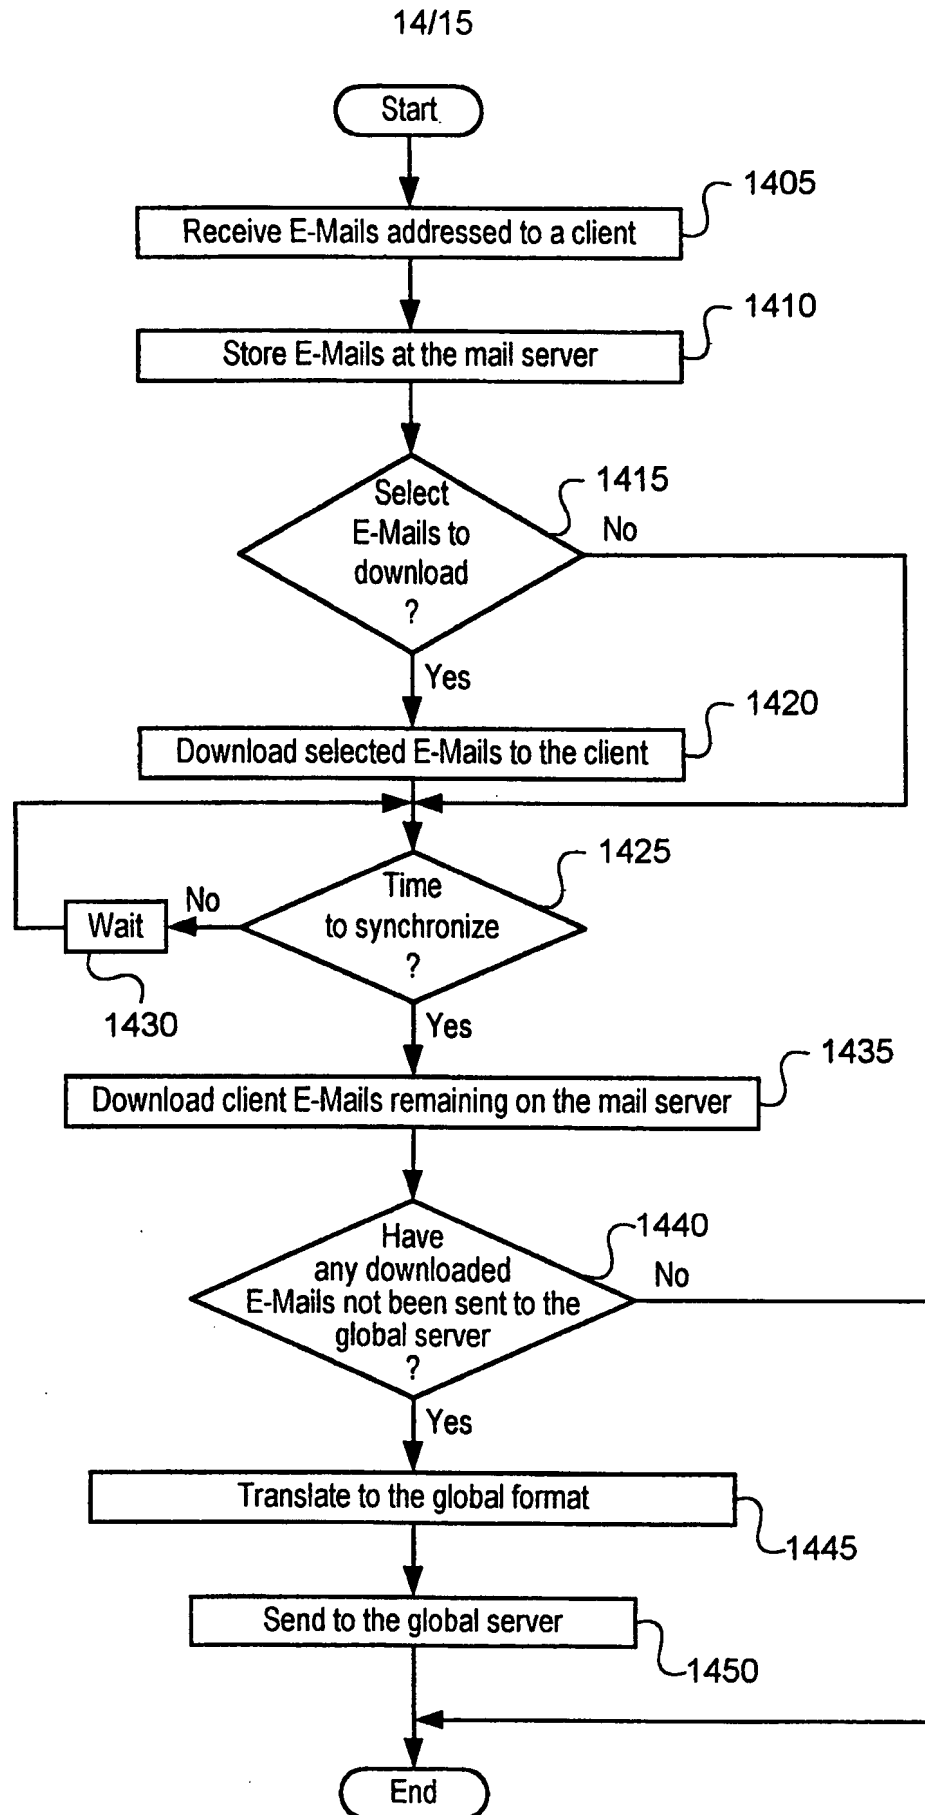 14/15
Start
1405
Receive E-Mails addressed to a client
1410
Store E-Mails at the mail server
1415
Select
E-Mails to
download
?
No
Yes
1420
Download selected E-Mails to the client
1425
Time
to synchronize
?
No
Wait
1430
Yes
1435
Download client E-Mails remaining on the mail server
1440
Have
any downloaded
E-Mails not been sent to the
global server
?
No
Yes
Translate to the global format
1445
Send to the global server
1450
End